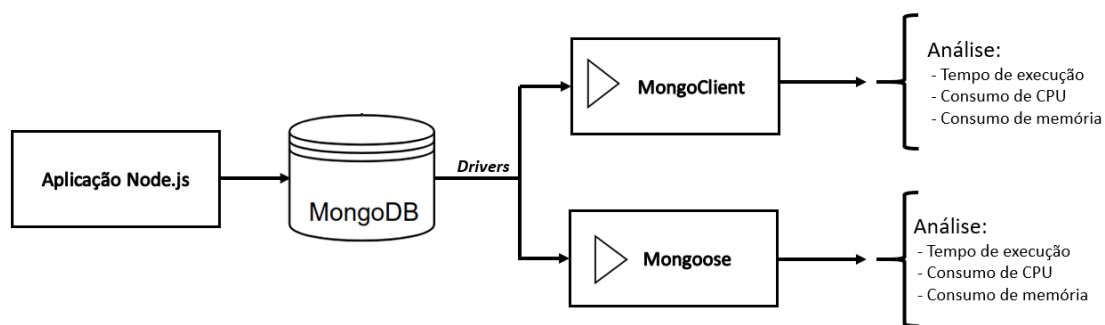 Aplicação Node.js
MongoDB
Drivers
MongoClient
Análise:
- Tempo de execução
- Consumo de CPU
- Consumo de memória
Mongoose
Análise:
- Tempo de execução
- Consumo de CPU
- Consumo de memória